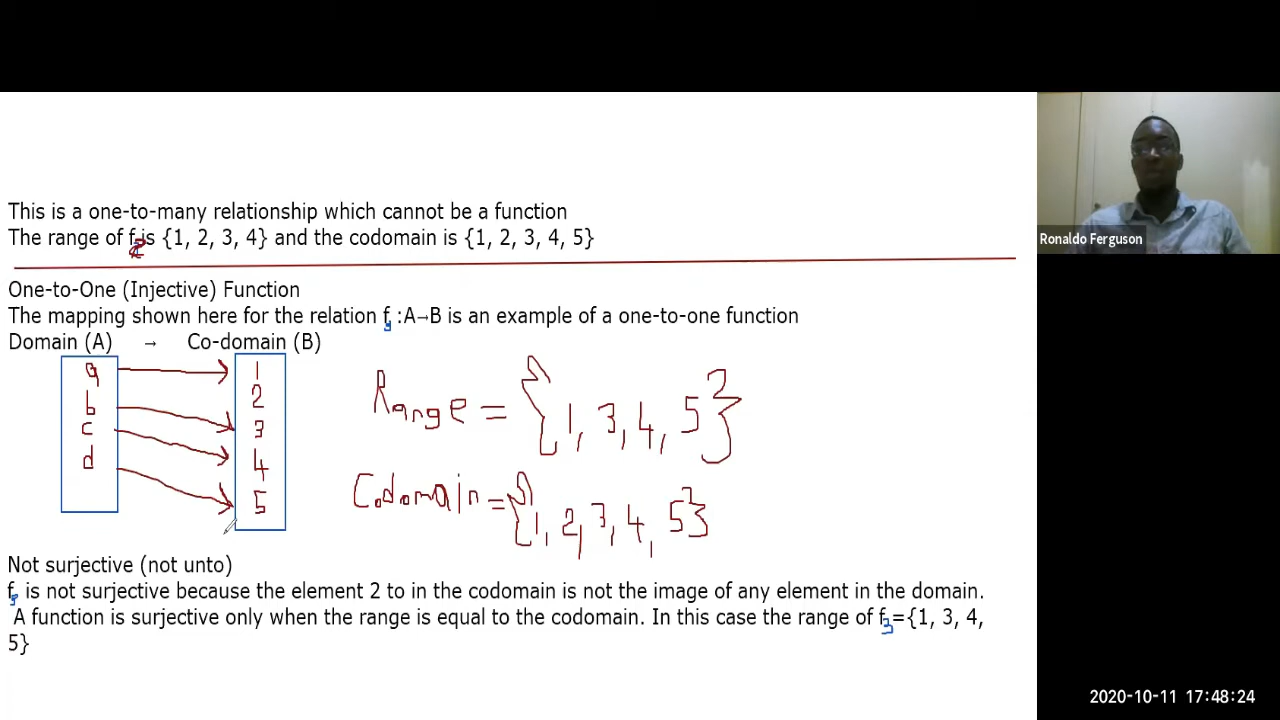 This is a one-to-many relationship which cannot be a function
The range of f2 is {1, 2, 3, 4} and the codomain is {1, 2, 3, 4, 5}
Ronaldo Ferguson
One-to-One (Injective) Function
The mapping shown here for the relation f3 :A→B is an example of a one-to-one function
Domain (A) → Co-domain (B)
a 1
b 2
c 3
d 4
5
Range = {1, 3, 4, 5}
Codomain = {1, 2, 3, 4, 5}
Not surjective (not unto)
f3 is not surjective because the element 2 to in the codomain is not the image of any element in the domain.
A function is surjective only when the range is equal to the codomain. In this case the range of f3={1, 3, 4,
5}
2020-10-11 17:48:24